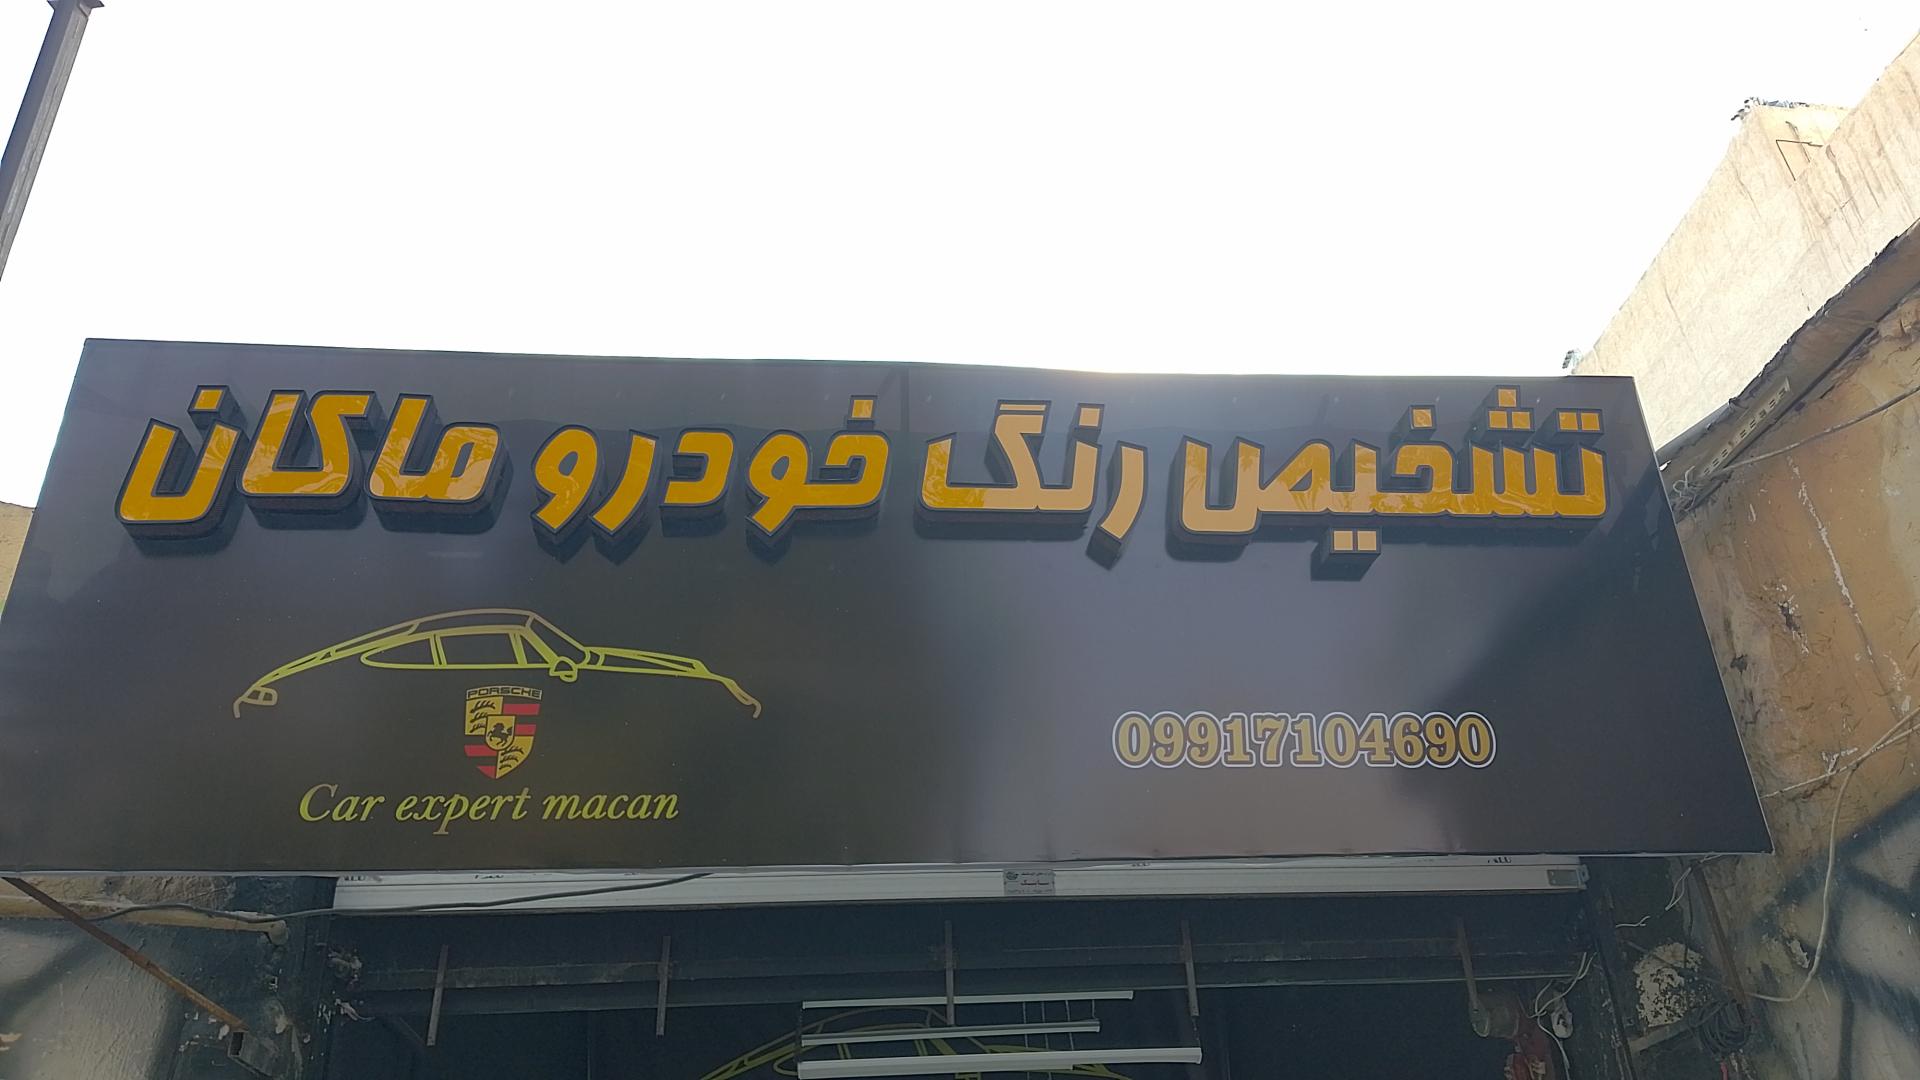 تشخیص رنگ خودرو ماکان
PORSCHE
Car expert macan
09917104690